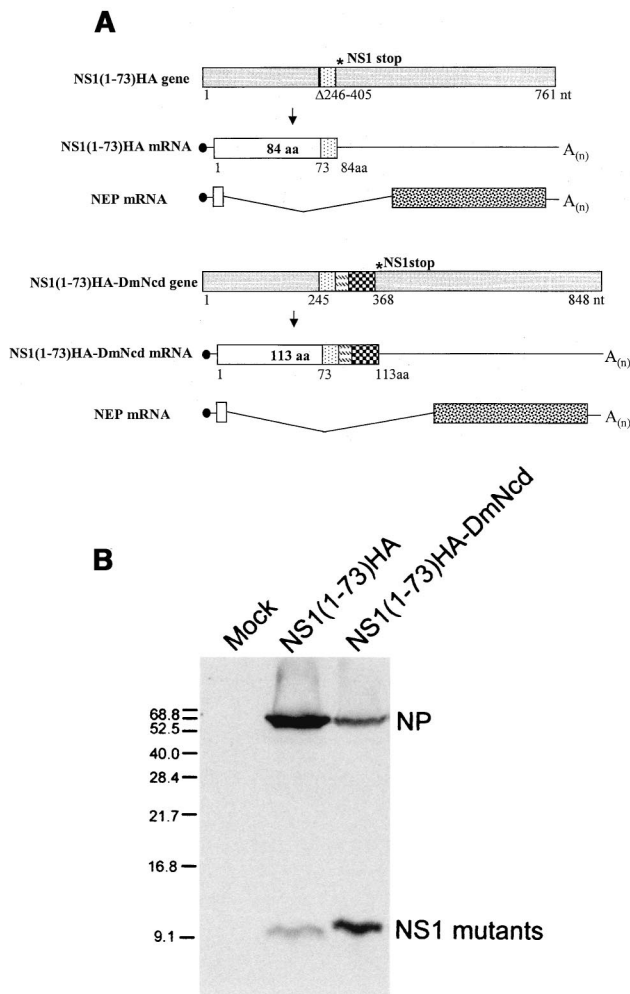 A
* NS1 stop
NS1(1-73)HA gene
1 Δ246-405 761 nt
NS1(1-73)HA mRNA 84 aa A(n)
1 73 84aa
NEP mRNA A(n)
*NS1stop
NS1(1-73)HA-DmNcd gene
1 245 368 848 nt
NS1(1-73)HA-DmNcd mRNA 113 aa A(n)
1 73 113aa
NEP mRNA A(n)
B
Mock
NS1(1-73)HA
NS1(1-73)HA-DmNcd
68.8
NP
52.5
40.0
28.4
21.7
16.8
NS1 mutants
9.1